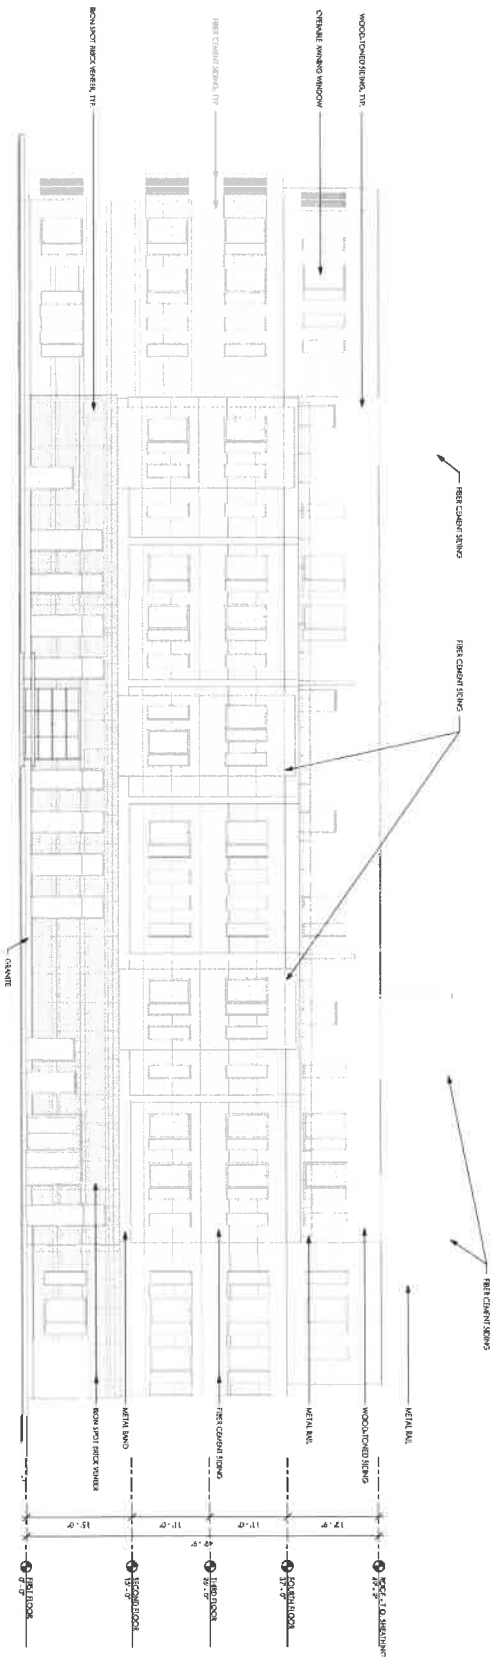 FIBER CEMENT SIDING
FIBER CEMENT SIDING
FIBER CEMENT SIDING
METAL RAIL
WOOD-TONED SIDING, TYP.
OPERABLE AWNING WINDOW
FIBER CEMENT SIDING, TYP.
IRON SPOT BRICK VENEER, TYP.
WOOD-TONED SIDING
METAL RAIL
FIBER CEMENT SIDING
METAL BAND
IRON SPOT BRICK VENEER
GRANITE
12' - 9"
11' - 0"
11' - 0"
15' - 0"
49' - 9"
ROOF - T.O. SHEATHING
49' - 9"
FOURTH FLOOR
37' - 0"
THIRD FLOOR
26' - 0"
SECOND FLOOR
15' - 0"
FIRST FLOOR
0' - 0"